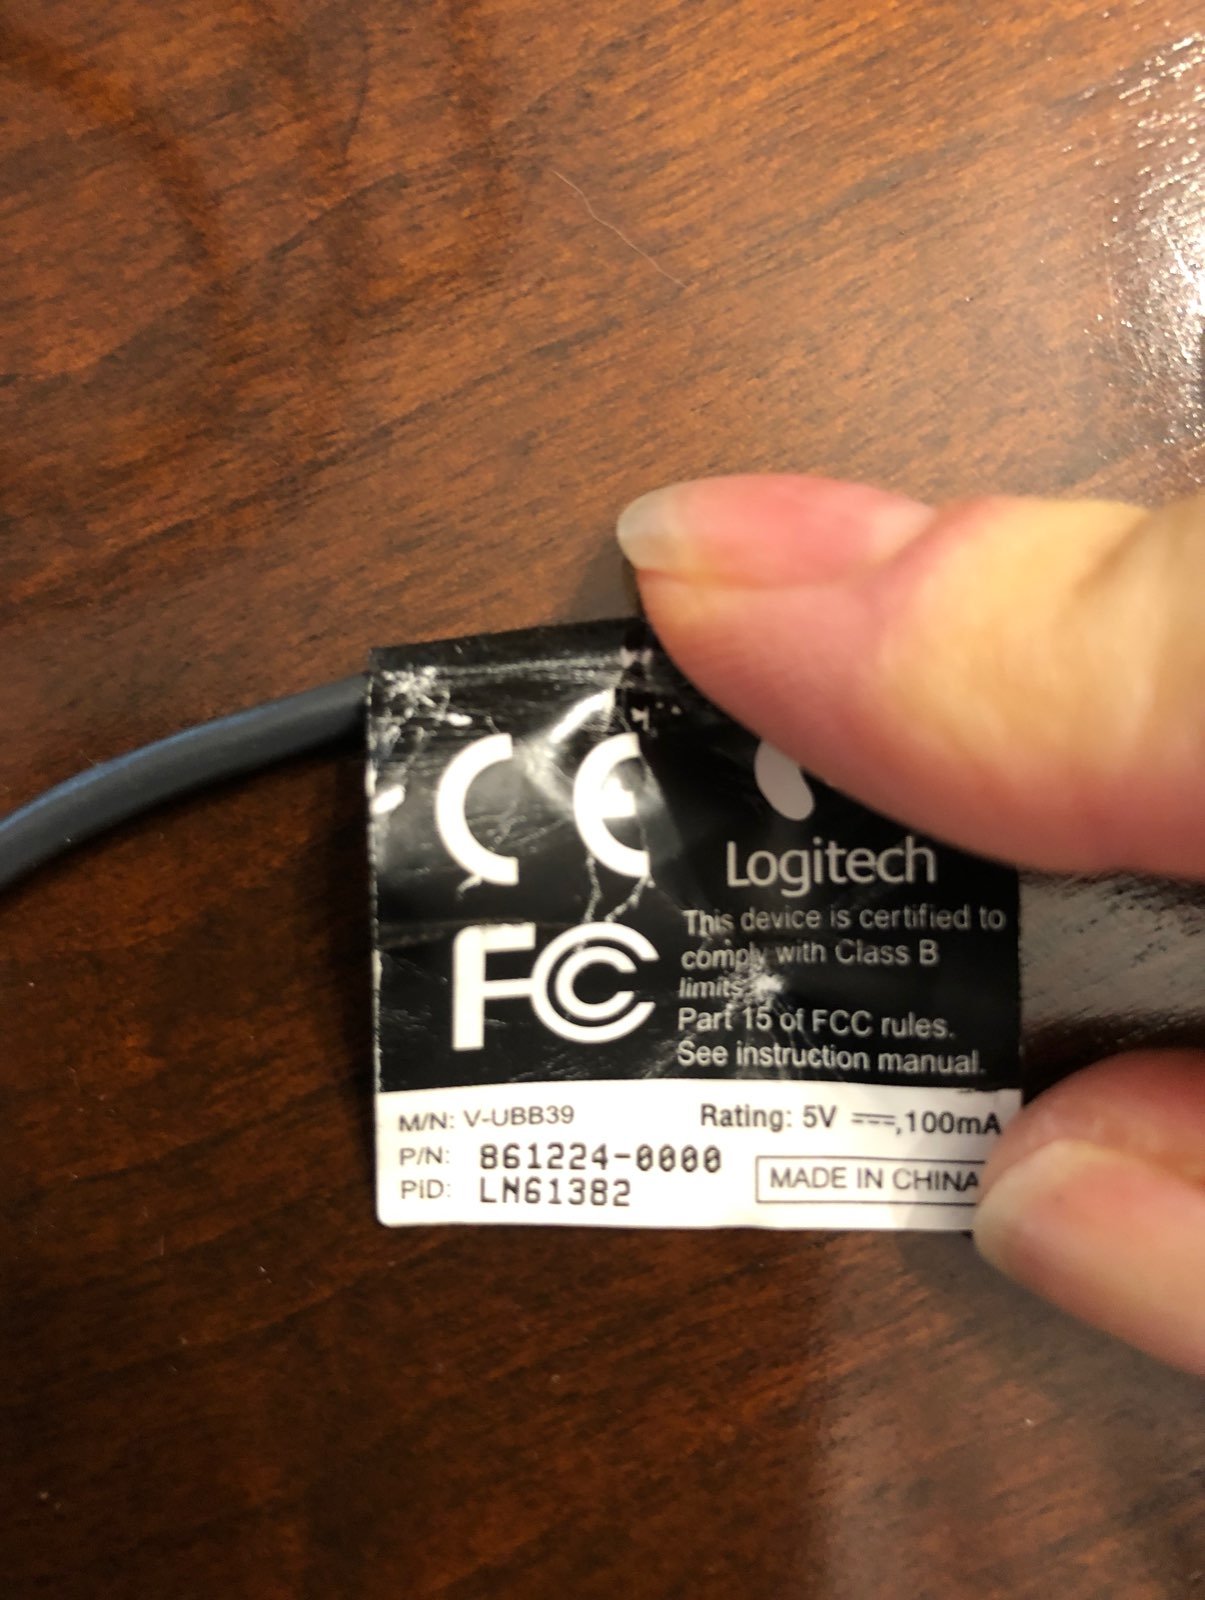 CE
FC
Logitech
This device is certified to
comply with Class B
limits
Part 15 of FCC rules.
See instruction manual.
M/N: V-UBB39
Rating: 5V ⎓, 100mA
P/N: 861224-0000
MADE IN CHINA
PID: LN61382